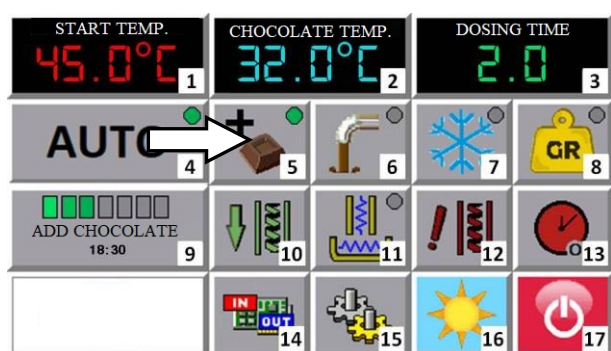 START TEMP.
CHOCOLATE TEMP.
DOSING TIME
45.0°C
32.0°C
2.0
1
2
3
AUTO
4
5
6
GR
7
8
ADD CHOCOLATE
18:30
9
10
11
12
13
IN
OUT
14
15
16
17